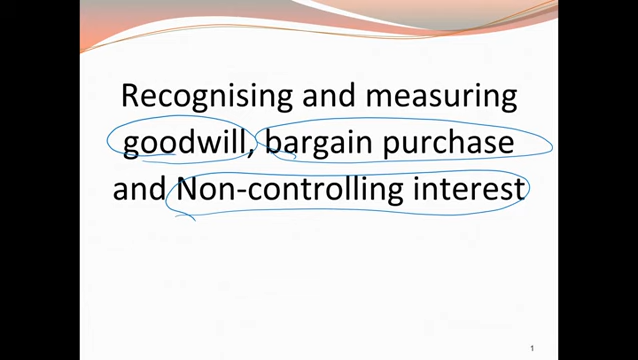 Recognising and measuring
goodwill, bargain purchase
and Non-controlling interest
1